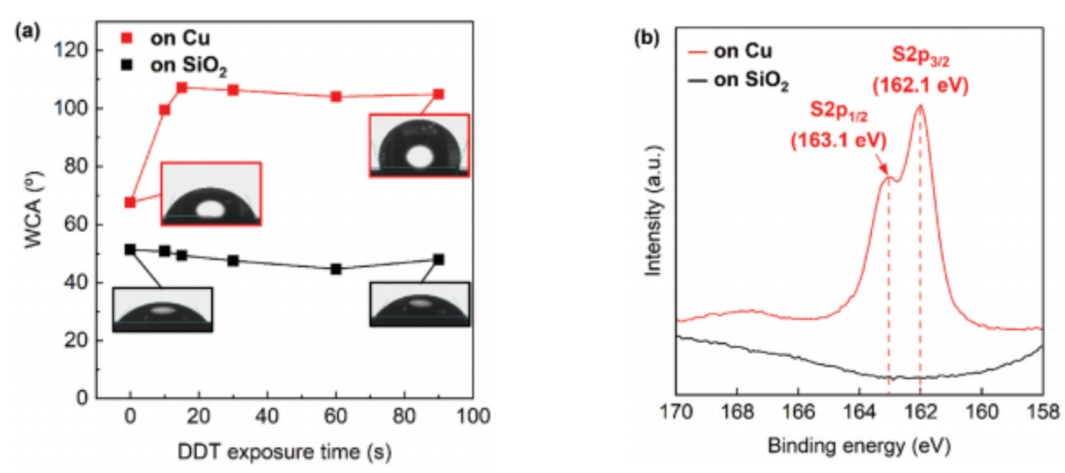 (a)
on Cu
on SiO₂
120
100
80
60
40
20
0
WCA (º)
0 20 40 60 80 100
DDT exposure time (s)
(b)
on Cu
on SiO₂
S2p₃/₂
(162.1 eV)
S2p₁/₂
(163.1 eV)
Intensity (a.u.)
170 168 166 164 162 160 158
Binding energy (eV)